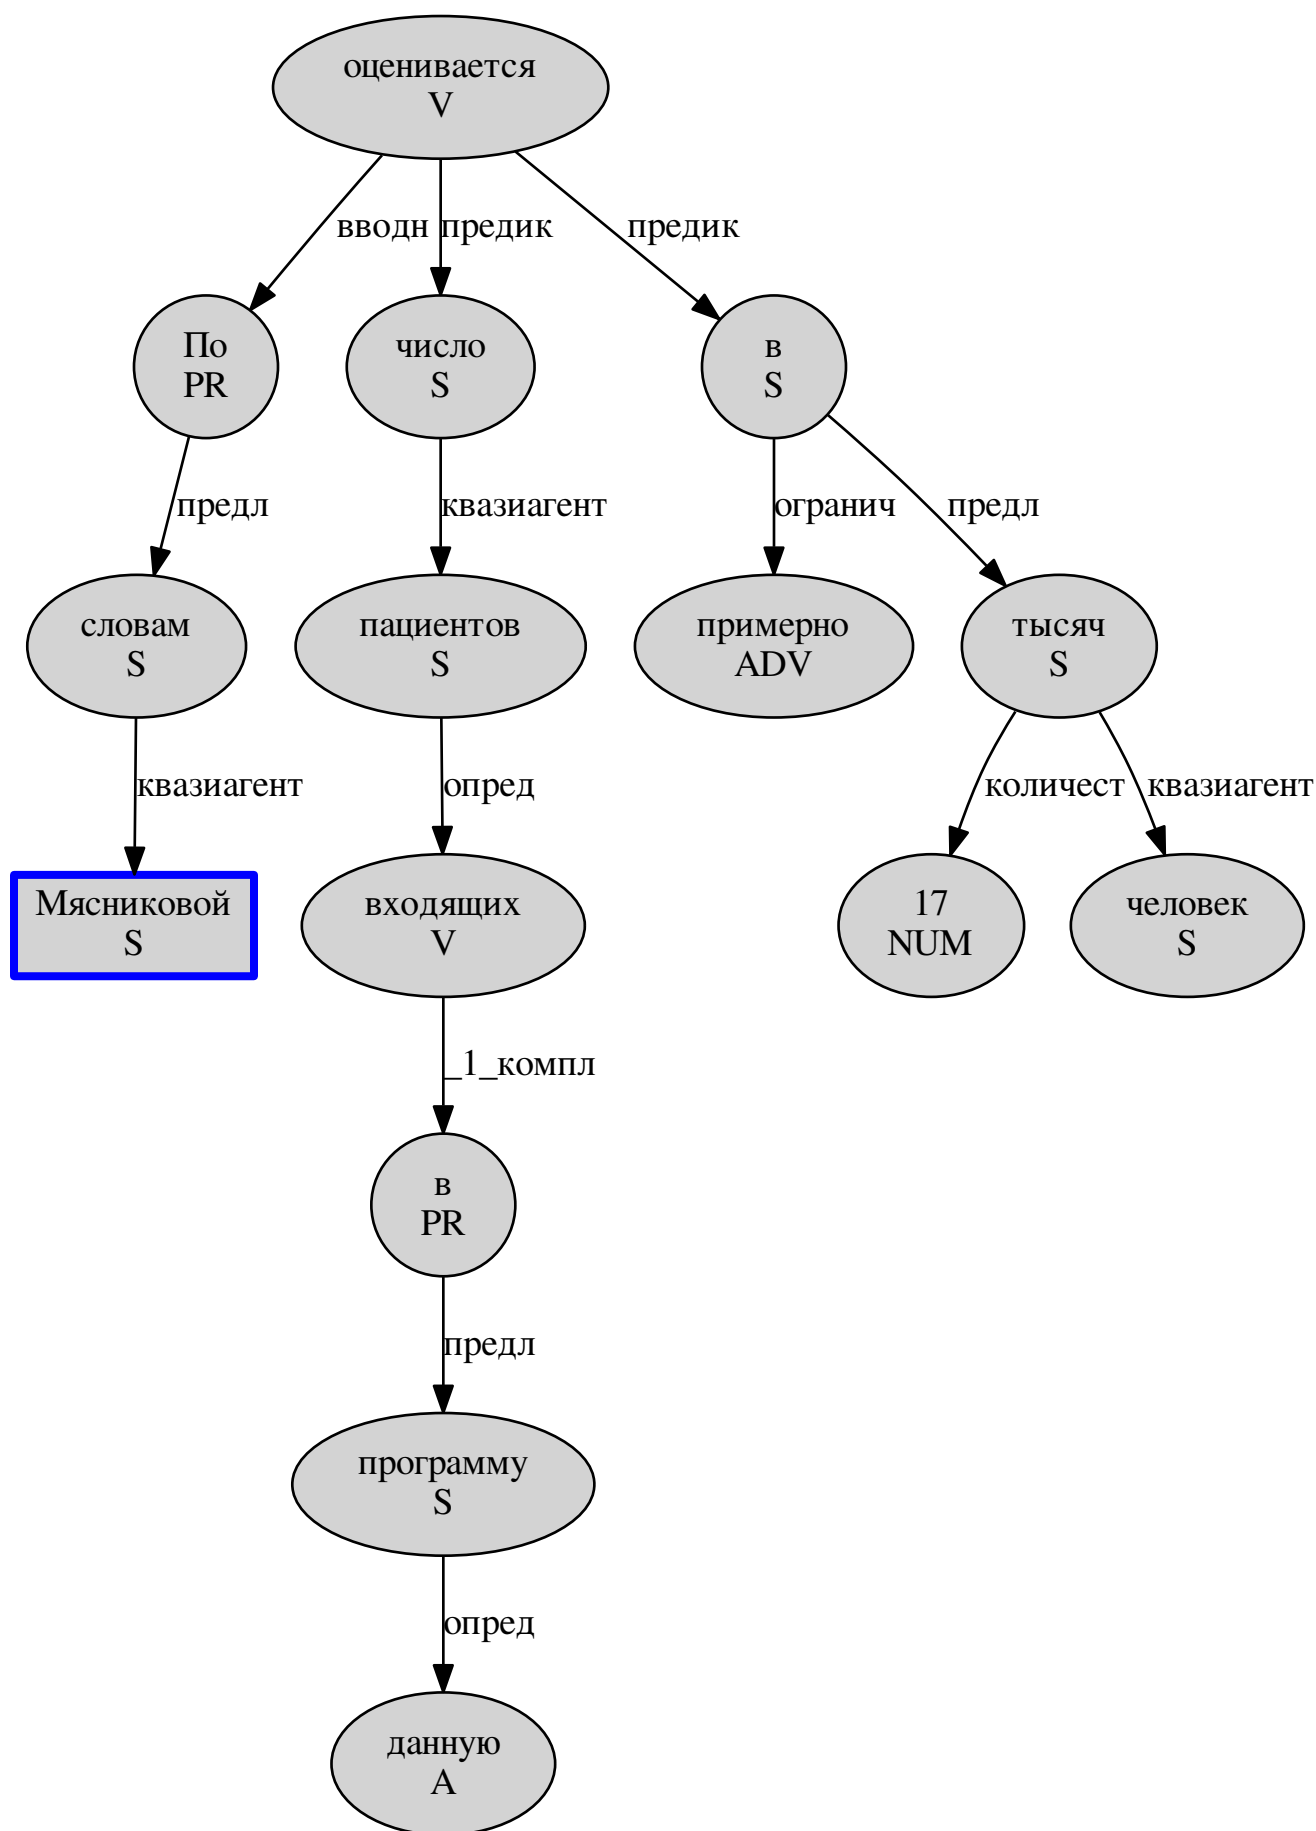 оценивается
V
вводн предик предик
По
PR
число
S
в
S
предл
квазиагент
огранич предл
словам
S
пациентов
S
примерно
ADV
тысяч
S
квазиагент
опред
количест квазиагент
Мясниковой
S
входящих
V
17
NUM
человек
S
_1_компл
в
PR
предл
программу
S
опред
данную
A